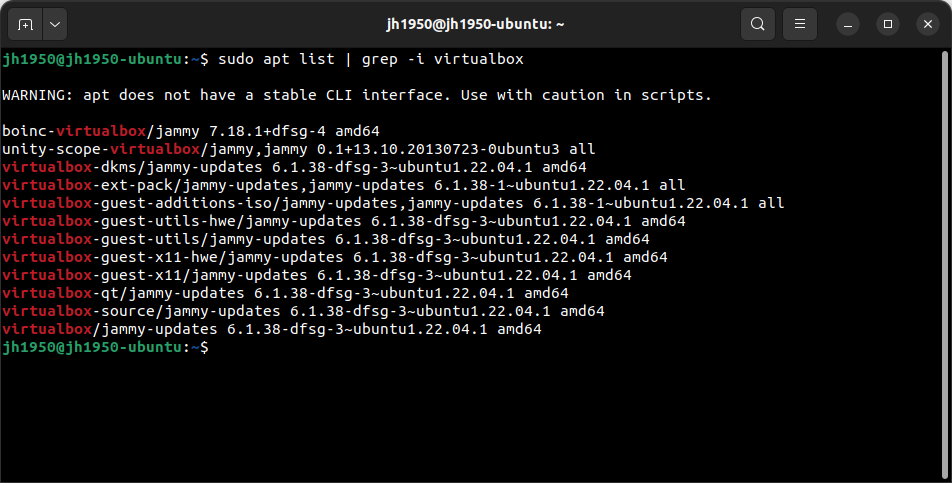 jh1950@jh1950-ubuntu: ~
jh1950@jh1950-ubuntu:~$ sudo apt list | grep -i virtualbox

WARNING: apt does not have a stable CLI interface. Use with caution in scripts.

boinc-virtualbox/jammy 7.18.1+dfsg-4 amd64
unity-scope-virtualbox/jammy,jammy 0.1+13.10.20130723-0ubuntu3 all
virtualbox-dkms/jammy-updates 6.1.38-dfsg-3~ubuntu1.22.04.1 amd64
virtualbox-ext-pack/jammy-updates,jammy-updates 6.1.38-1~ubuntu1.22.04.1 all
virtualbox-guest-additions-iso/jammy-updates,jammy-updates 6.1.38-1~ubuntu1.22.04.1 all
virtualbox-guest-utils-hwe/jammy-updates 6.1.38-dfsg-3~ubuntu1.22.04.1 amd64
virtualbox-guest-utils/jammy-updates 6.1.38-dfsg-3~ubuntu1.22.04.1 amd64
virtualbox-guest-x11-hwe/jammy-updates 6.1.38-dfsg-3~ubuntu1.22.04.1 amd64
virtualbox-guest-x11/jammy-updates 6.1.38-dfsg-3~ubuntu1.22.04.1 amd64
virtualbox-qt/jammy-updates 6.1.38-dfsg-3~ubuntu1.22.04.1 amd64
virtualbox-source/jammy-updates 6.1.38-dfsg-3~ubuntu1.22.04.1 amd64
virtualbox/jammy-updates 6.1.38-dfsg-3~ubuntu1.22.04.1 amd64
jh1950@jh1950-ubuntu:~$